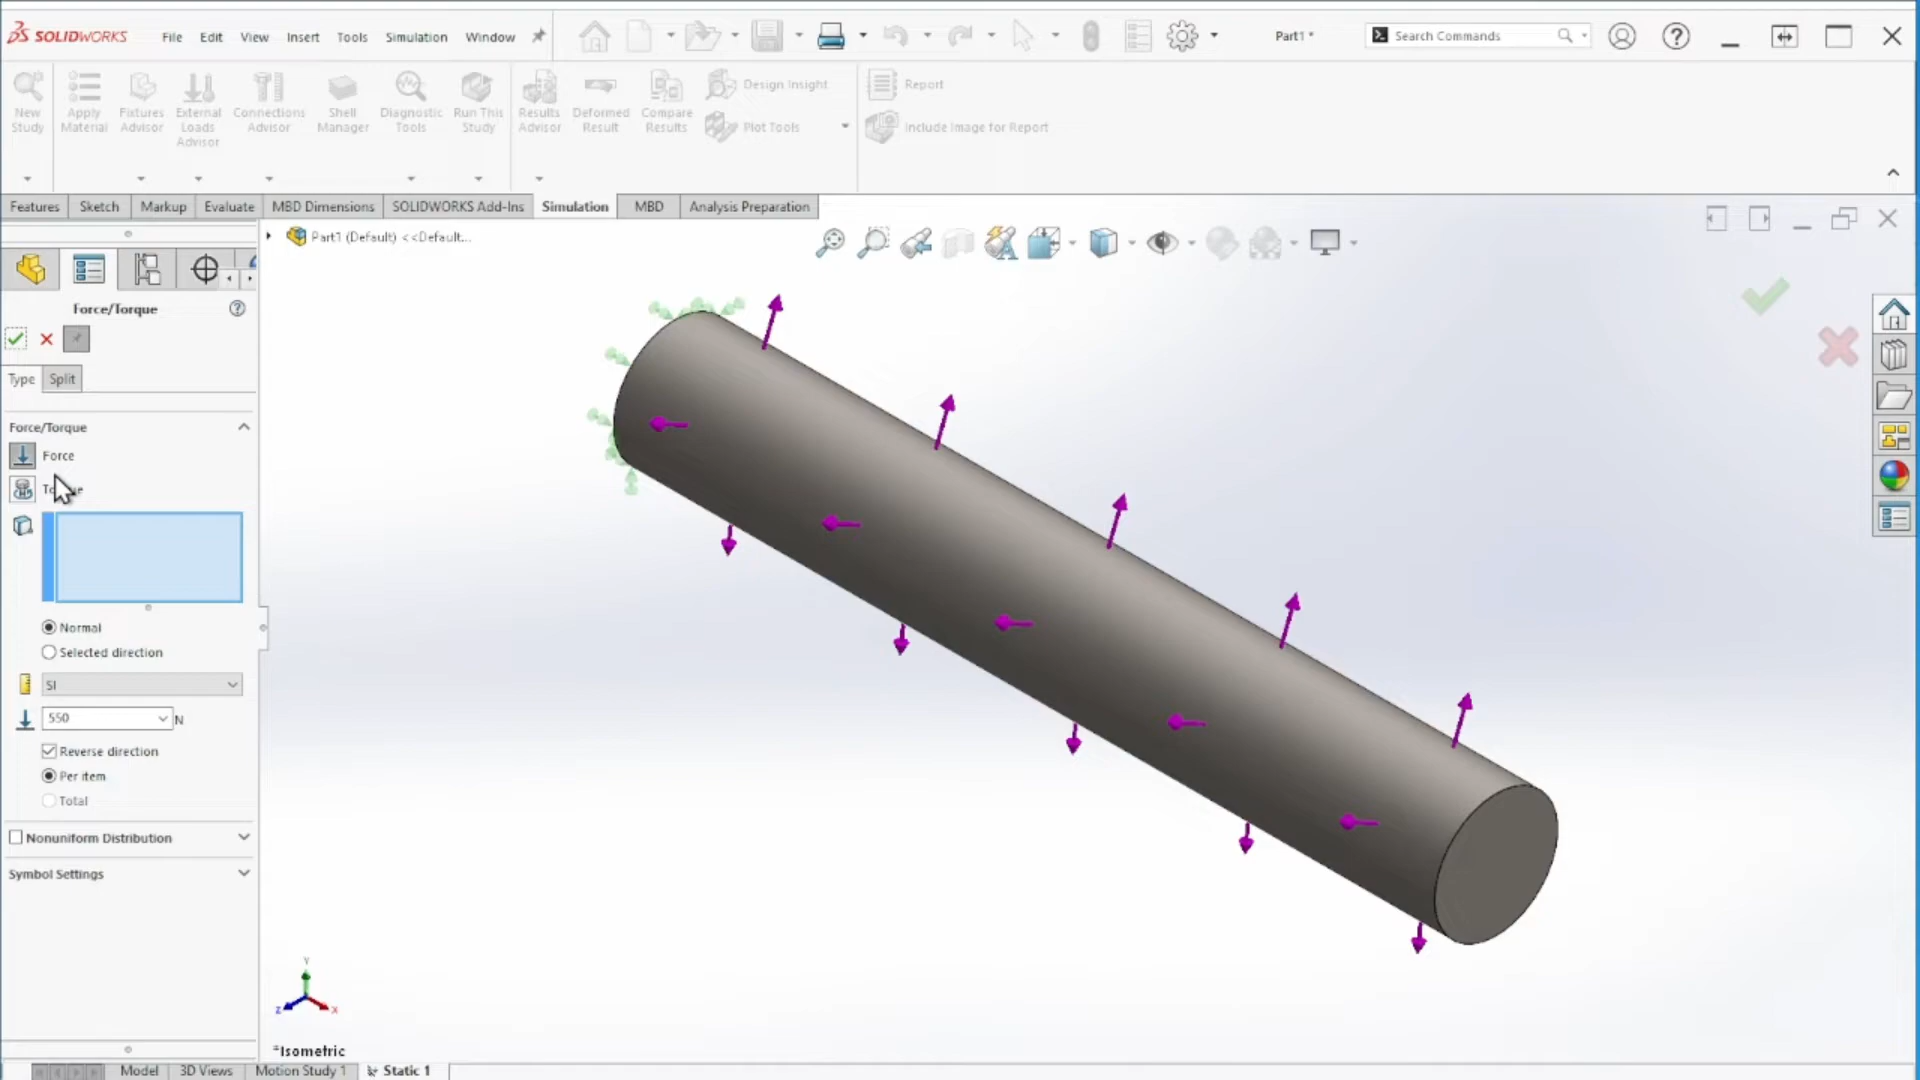 SOLIDWORKS File Edit View Insert Tools Simulation Window Part1 * Search Commands
New Study
Apply Material
Fixtures Advisor
External Loads Advisor
Connections Advisor
Shell Manager
Diagnostic Tools
Run This Study
Results Advisor
Deformed Result
Compare Results
Design Insight
Plot Tools
Report
Include Image for Report
Features Sketch Markup Evaluate MBD Dimensions SOLIDWORKS Add-Ins Simulation MBD Analysis Preparation
Part1 (Default) <<Default...
Force/Torque
Type Split
Force/Torque
Force
Normal
Selected direction
SI
550 N
Reverse direction
Per item
Total
Nonuniform Distribution
Symbol Settings
Y
Z X
*Isometric
Model 3D Views Motion Study 1 Static 1